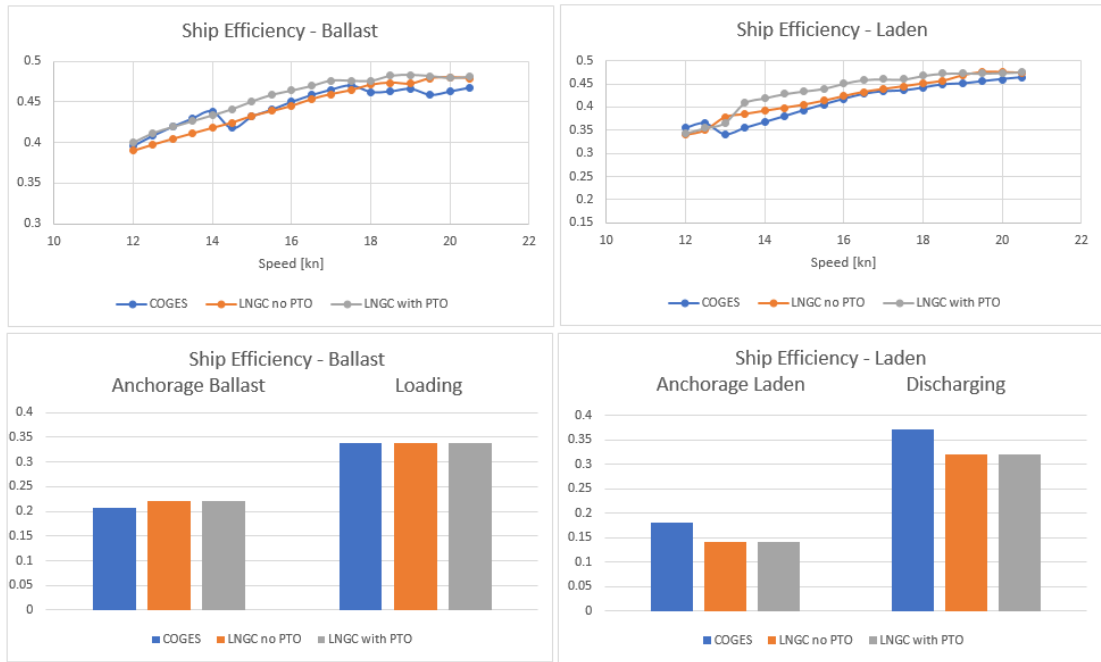 Ship Efficiency - Ballast
0.5
0.45
0.4
0.35
0.3
10 12 14 16 18 20 22
Speed [kn]
COGES LNGC no PTO LNGC with PTO
Ship Efficiency - Laden
0.5
0.45
0.4
0.35
0.3
0.25
0.2
0.15
10 12 14 16 18 20 22
Speed [kn]
COGES LNGC no PTO LNGC with PTO
Ship Efficiency - Ballast
Anchorage Ballast Loading
0.4
0.35
0.3
0.25
0.2
0.15
0.1
0.05
0
COGES LNGC no PTO LNGC with PTO
Ship Efficiency - Laden
Anchorage Laden Discharging
0.4
0.35
0.3
0.25
0.2
0.15
0.1
0.05
0
COGES LNGC no PTO LNGC with PTO